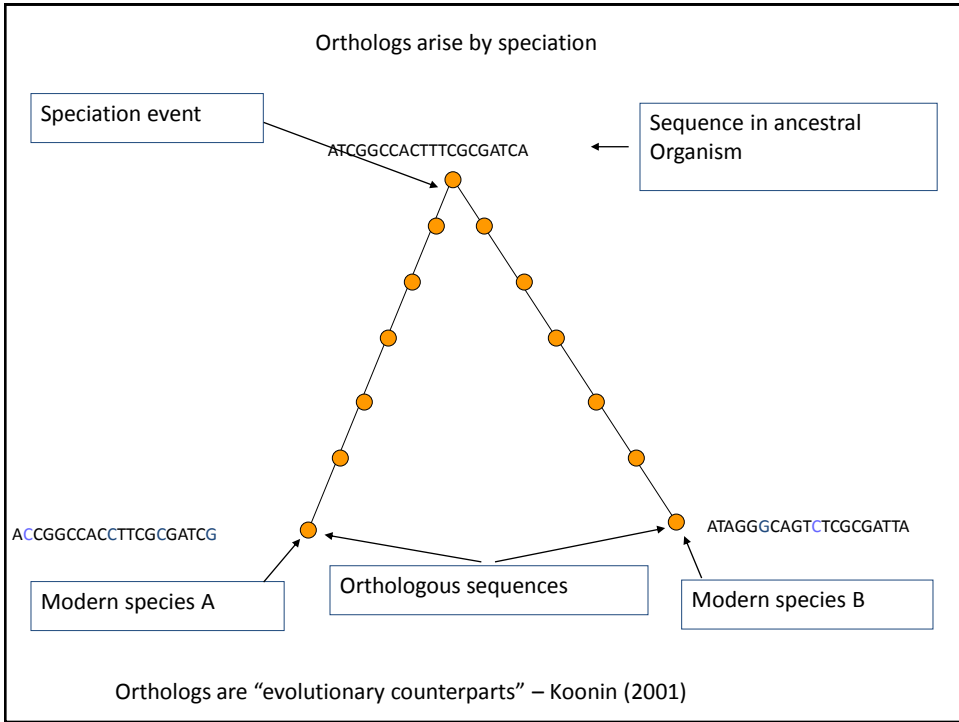 Orthologs arise by speciation
Speciation event
Sequence in ancestral
Organism
ATCGGCCACTTTCGCGATCA
ACCGGCCACCTTCGCGATCG
ATAGGGCAGTCTCGCGATTA
Modern species A
Orthologous sequences
Modern species B
Orthologs are “evolutionary counterparts” – Koonin (2001)